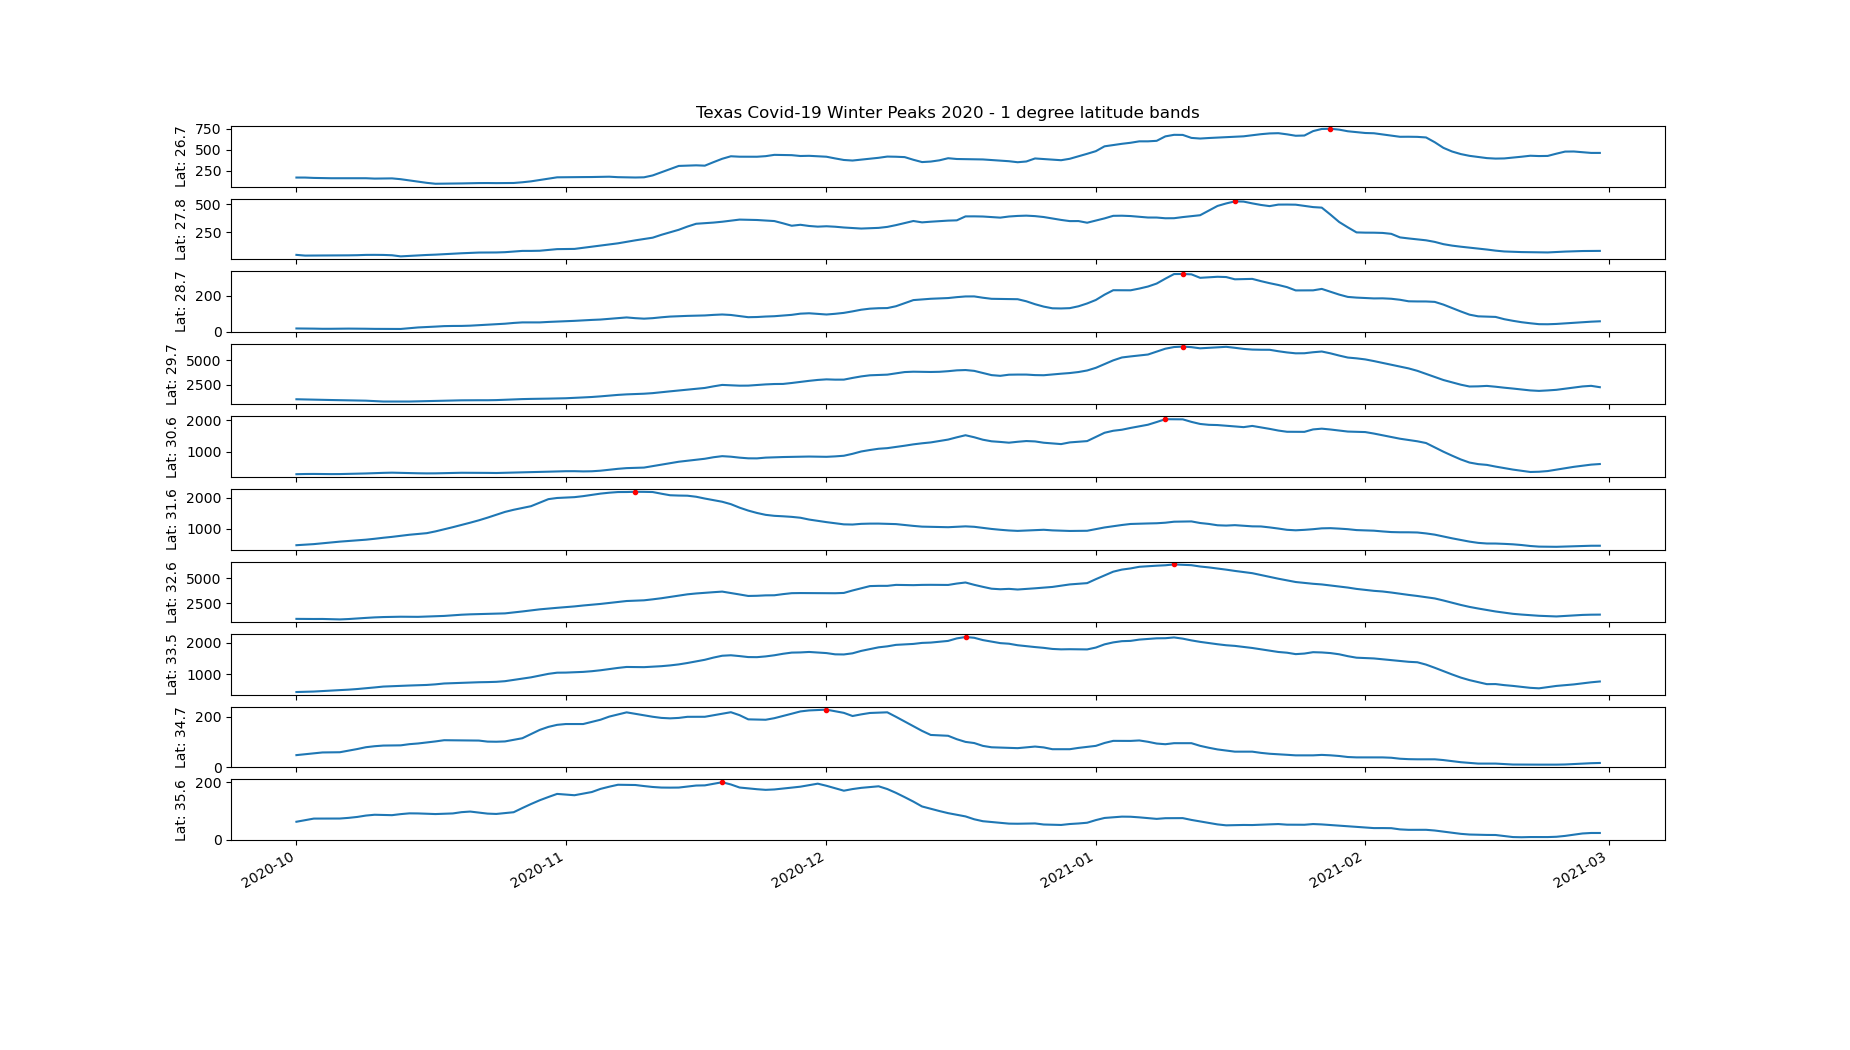 Texas Covid-19 Winter Peaks 2020 - 1 degree latitude bands
Lat: 26.7
750
500
250
Lat: 27.8
500
250
Lat: 28.7
200
0
Lat: 29.7
5000
2500
Lat: 30.6
2000
1000
Lat: 31.6
2000
1000
Lat: 32.6
5000
2500
Lat: 33.5
2000
1000
Lat: 34.7
200
0
Lat: 35.6
200
0
2020-10
2020-11
2020-12
2021-01
2021-02
2021-03